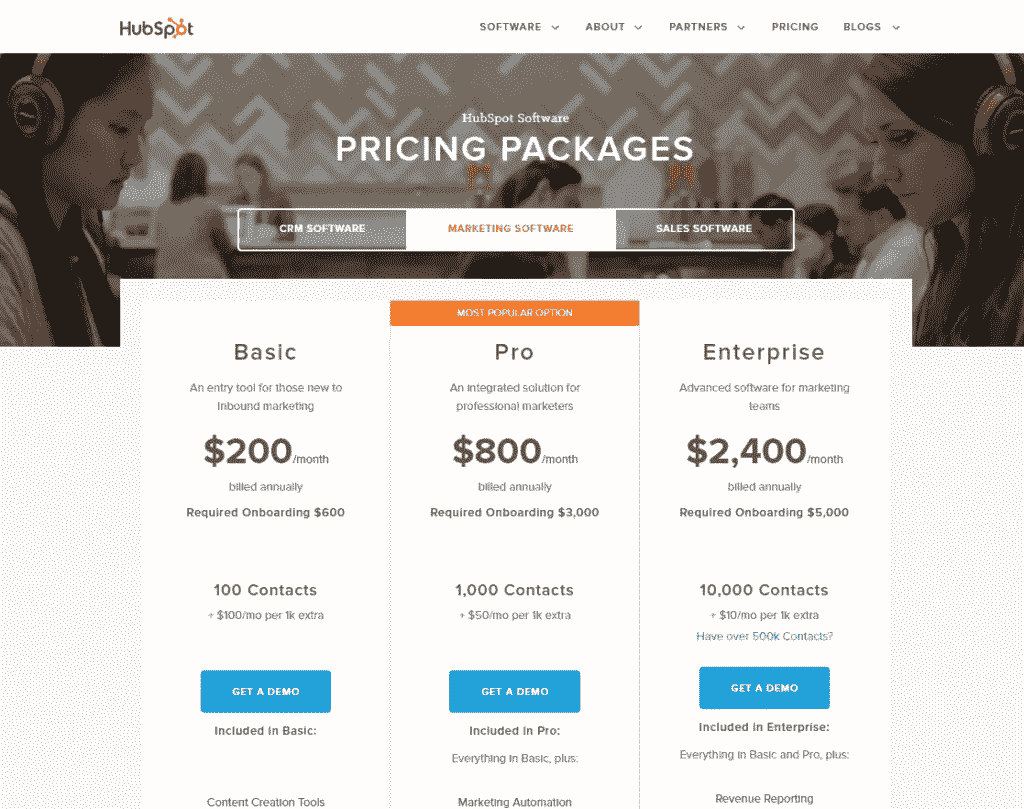 HubSpot
SOFTWARE ABOUT PARTNERS PRICING BLOGS
HubSpot Software
PRICING PACKAGES
CRM SOFTWARE MARKETING SOFTWARE SALES SOFTWARE
MOST POPULAR OPTION
Basic
An entry tool for those new to
Inbound marketing
$200/month
billed annually
Required Onboarding $600
100 Contacts
+ $100/mo per 1k extra
GET A DEMO
Included in Basic:
Content Creation Tools
Pro
An integrated solution for
professional marketers
$800/month
billed annually
Required Onboarding $3,000
1,000 Contacts
+ $50/mo per 1k extra
GET A DEMO
Included in Pro:
Everything in Basic, plus:
Marketing Automation
Enterprise
Advanced software for marketing
teams
$2,400/month
billed annually
Required Onboarding $5,000
10,000 Contacts
+ $10/mo per 1k extra
Have over 500k Contacts?
GET A DEMO
Included in Enterprise:
Everything in Basic and Pro, plus:
Revenue Reporting